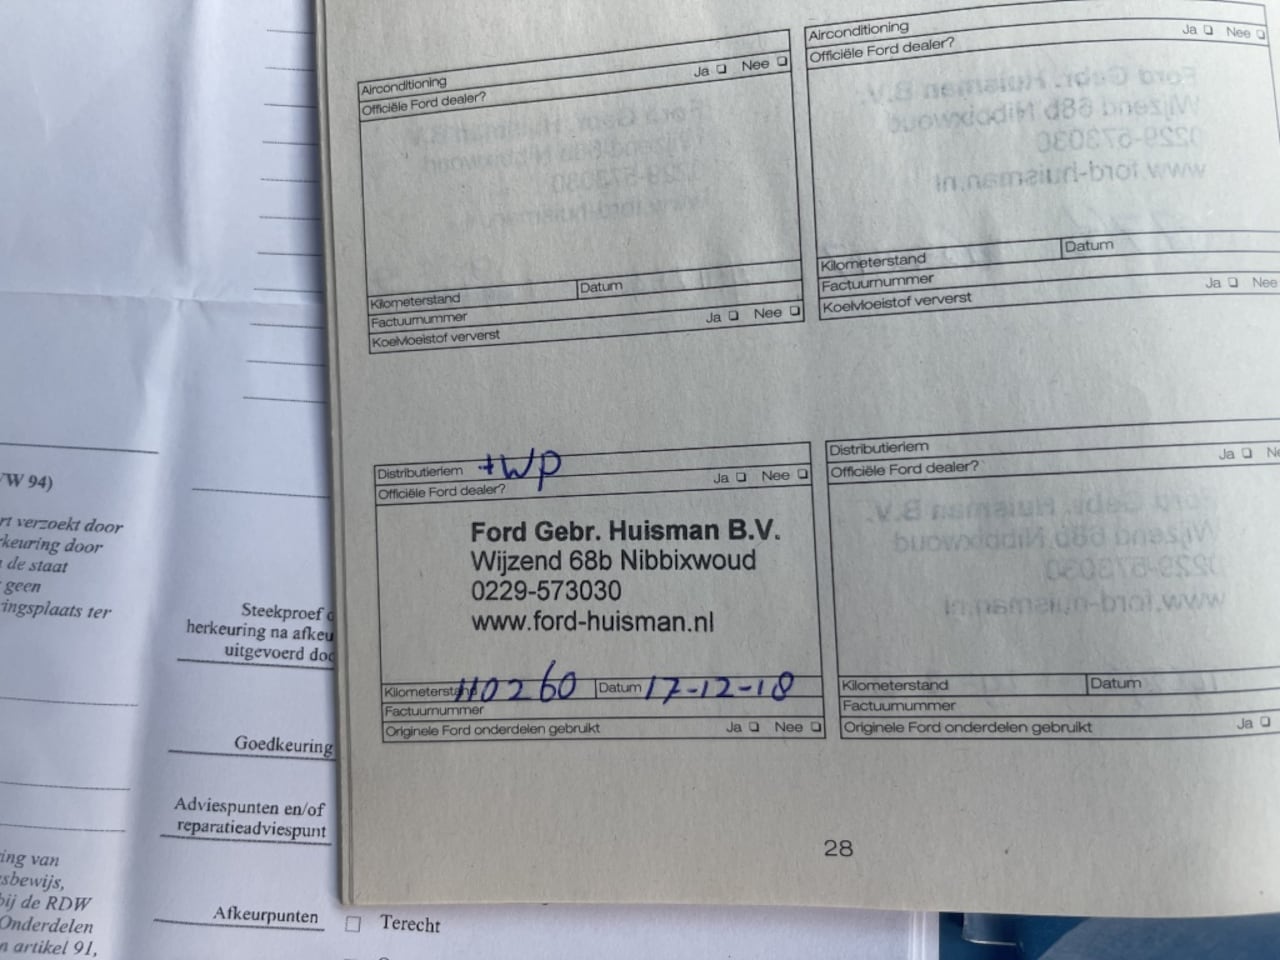 Airconditioning
Officiële Ford dealer?
Ja Nee
Kilometerstand Datum
Factuurnummer
Koelvloeistof ververst
Ja Nee
Airconditioning
Officiële Ford dealer?
Ja Nee
Kilometerstand Datum
Factuurnummer
Koelvloeistof ververst
Ja Nee
Distributieriem +WP
Officiële Ford dealer?
Ja Nee
Ford Gebr. Huisman B.V.
Wijzend 68b Nibbixwoud
0229-573030
www.ford-huisman.nl
Kilometerstand 110260 Datum 17-12-18
Factuurnummer
Originele Ford onderdelen gebruikt Ja Nee
Distributieriem
Officiële Ford dealer?
Ja Ne
Kilometerstand Datum
Factuurnummer
Originele Ford onderdelen gebruikt Ja
28
VW 94)
rt verzoekt door
keuring door
de staat
geen
ingsplaats ter
ing van
sbewijs,
bij de RDW
Onderdelen
n artikel 91,
Steekproef o
herkeuring na afkeu
uitgevoerd doo
Goedkeuring
Adviespunten en/of
reparatieadviespunt
Afkeurpunten
Terecht